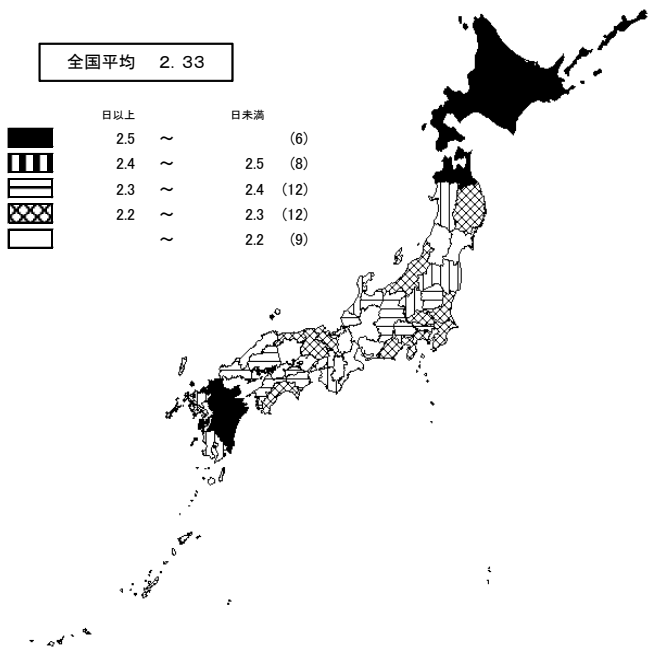 全国平均 2.33
日以上 日未満
2.5 ～ (6)
2.4 ～ 2.5 (8)
2.3 ～ 2.4 (12)
2.2 ～ 2.3 (12)
～ 2.2 (9)